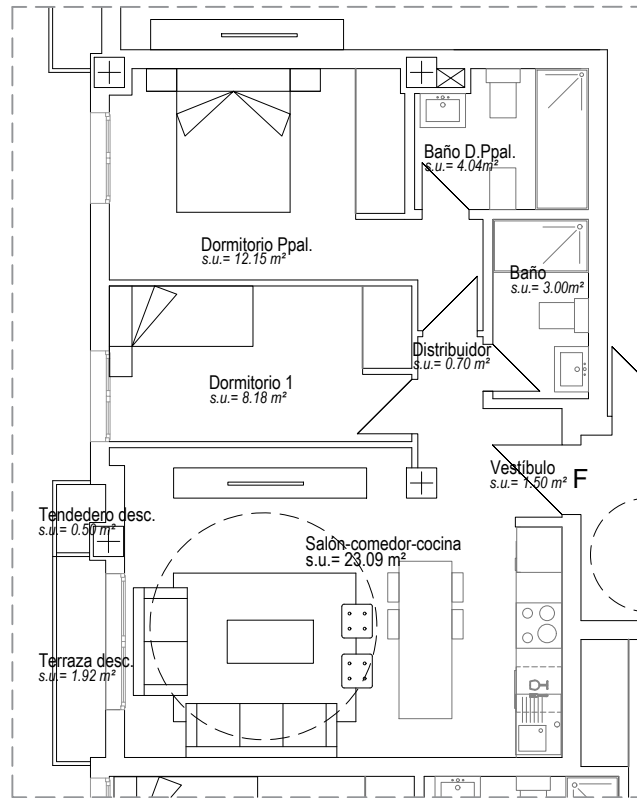 Baño D.Ppal.
s.u.= 4.04m²
Dormitorio Ppal.
s.u.= 12.15 m²
Baño
s.u.= 3.00m²
Distribuidor
s.u.= 0.70 m²
Dormitorio 1
s.u.= 8.18 m²
Vestíbulo
s.u.= 1.50 m²
F
Tendedero desc.
s.u.= 0.50 m²
Salón-comedor-cocina
s.u.= 23.09 m²
Terraza desc.
s.u.= 1.92 m²